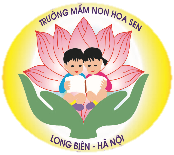 TRƯỜNG MẦM NON HOA SEN
LONG BIÊN - HÀ NỘI